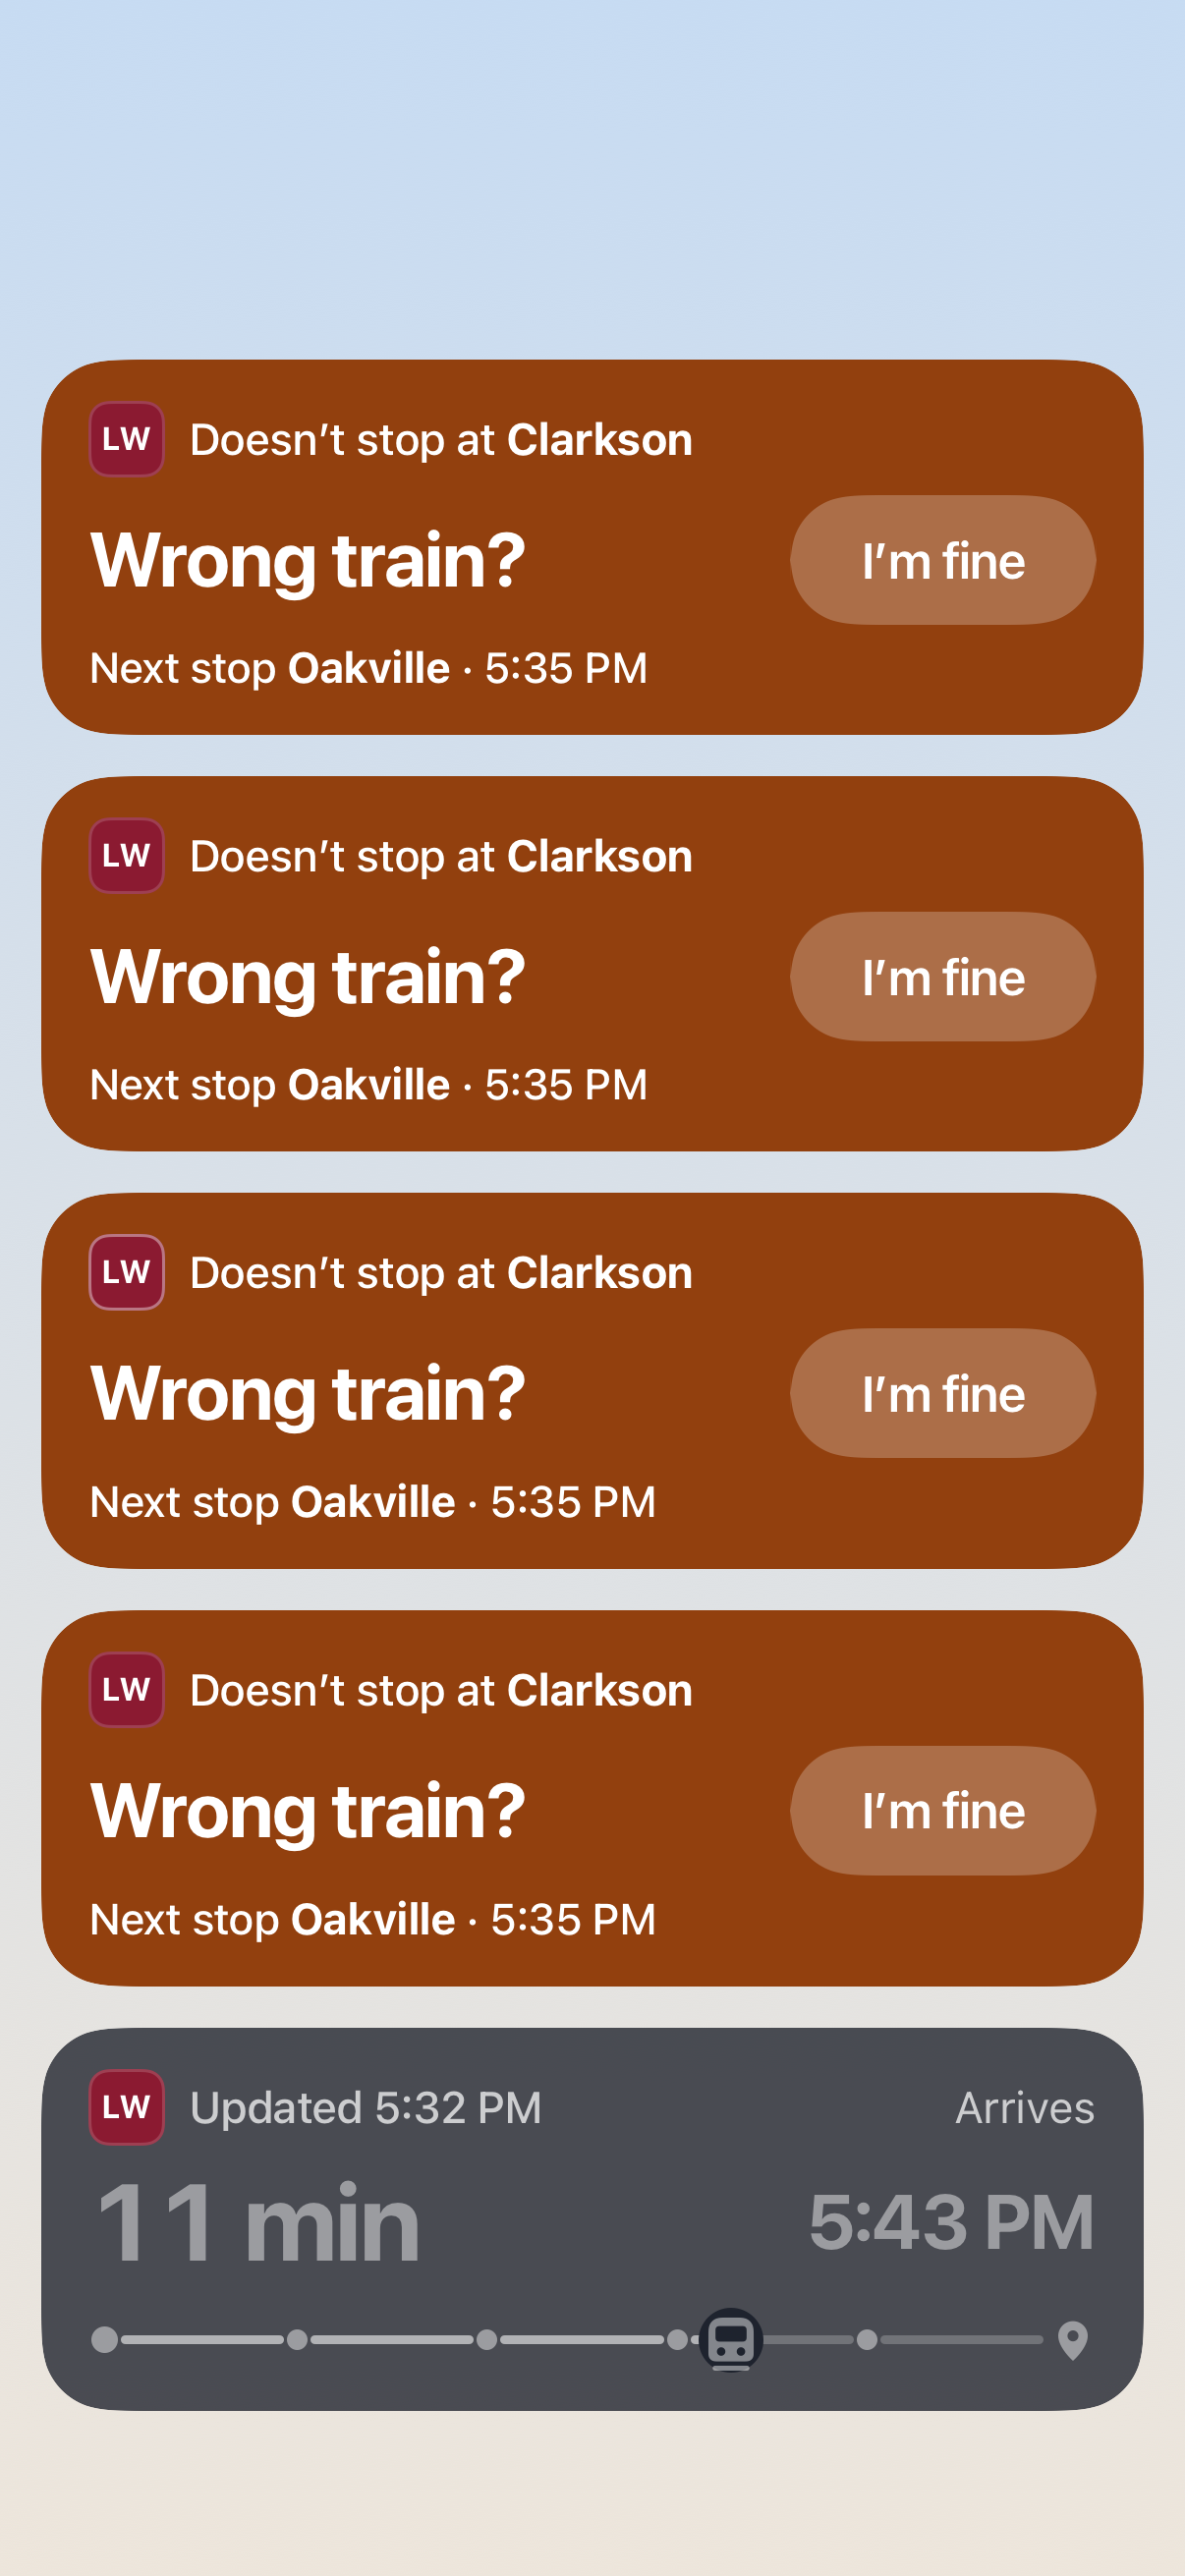 LW Doesn’t stop at Clarkson
Wrong train?
I’m fine
Next stop Oakville · 5:35 PM
LW Doesn’t stop at Clarkson
Wrong train?
I’m fine
Next stop Oakville · 5:35 PM
LW Doesn’t stop at Clarkson
Wrong train?
I’m fine
Next stop Oakville · 5:35 PM
LW Doesn’t stop at Clarkson
Wrong train?
I’m fine
Next stop Oakville · 5:35 PM
LW Updated 5:32 PM
Arrives
11 min
5:43 PM